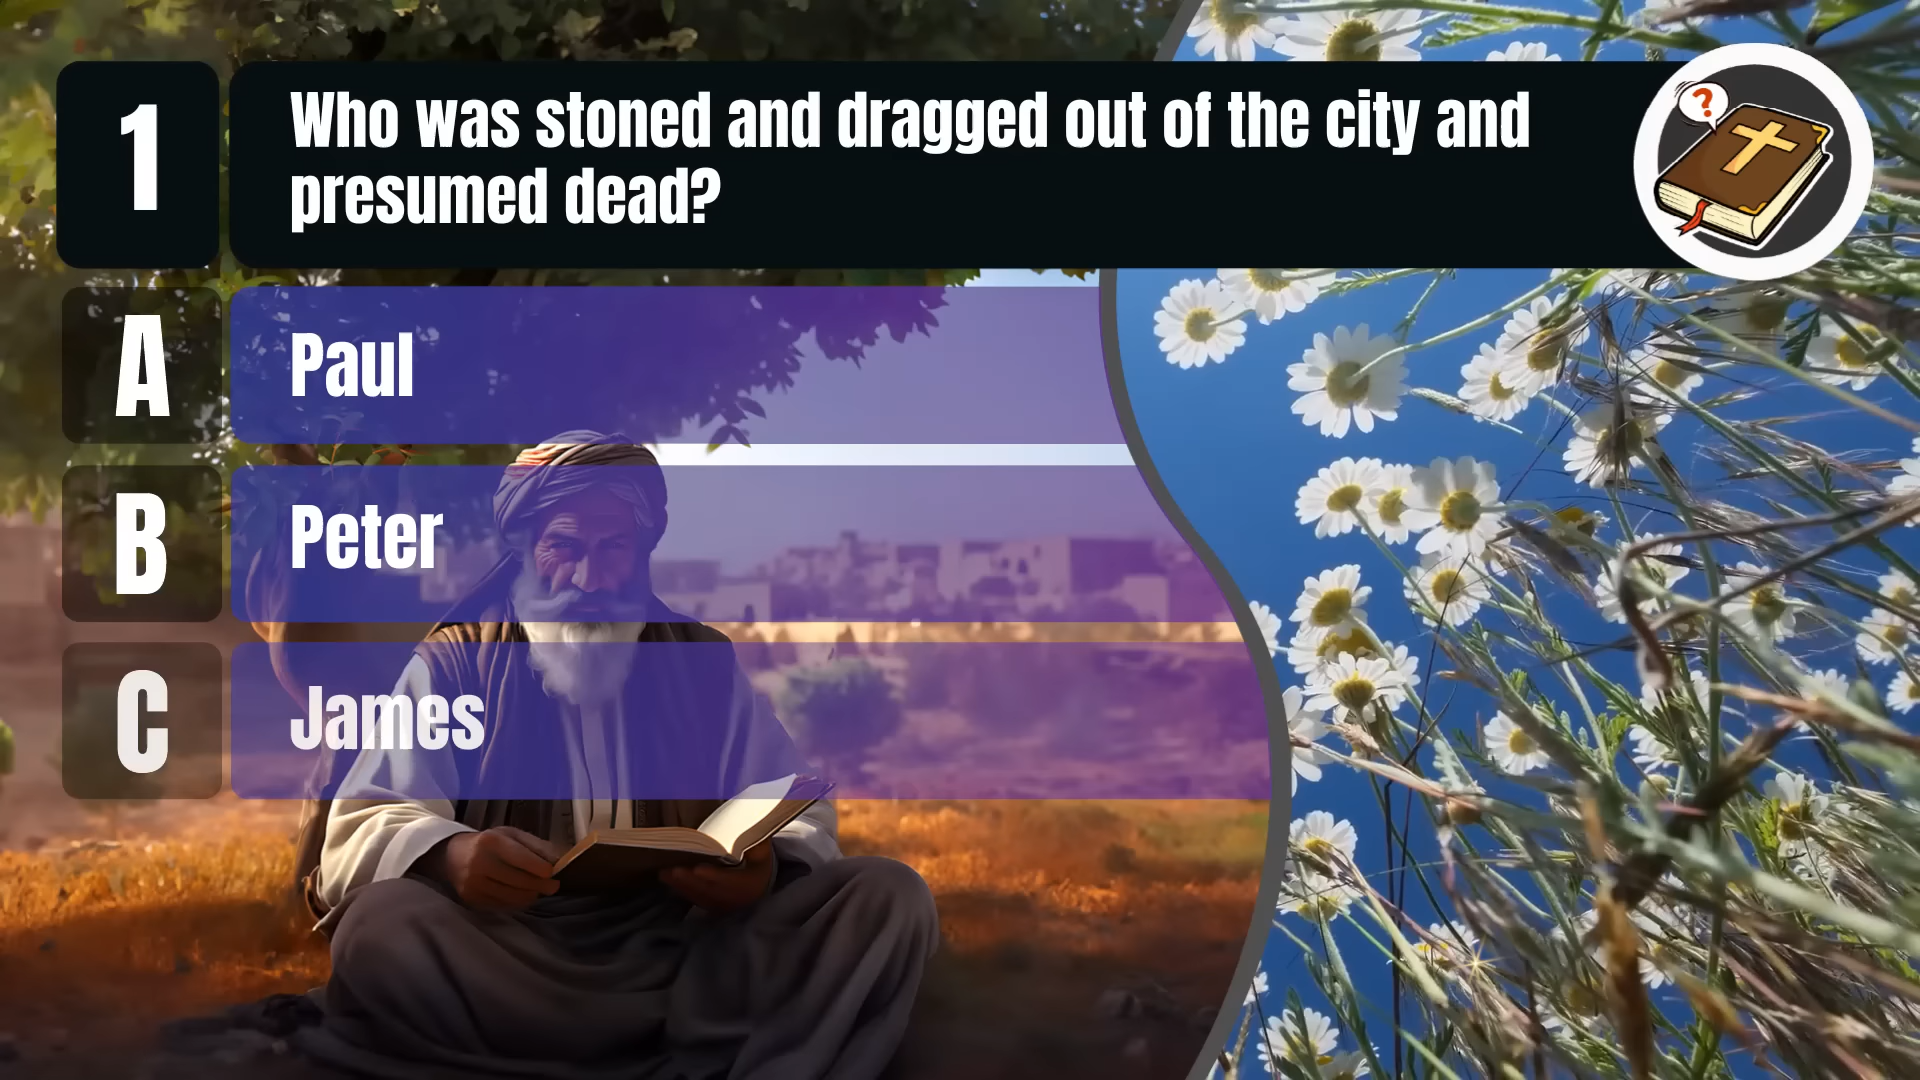 1
Who was stoned and dragged out of the city and
presumed dead?
?
A
Paul
B
Peter
C
James